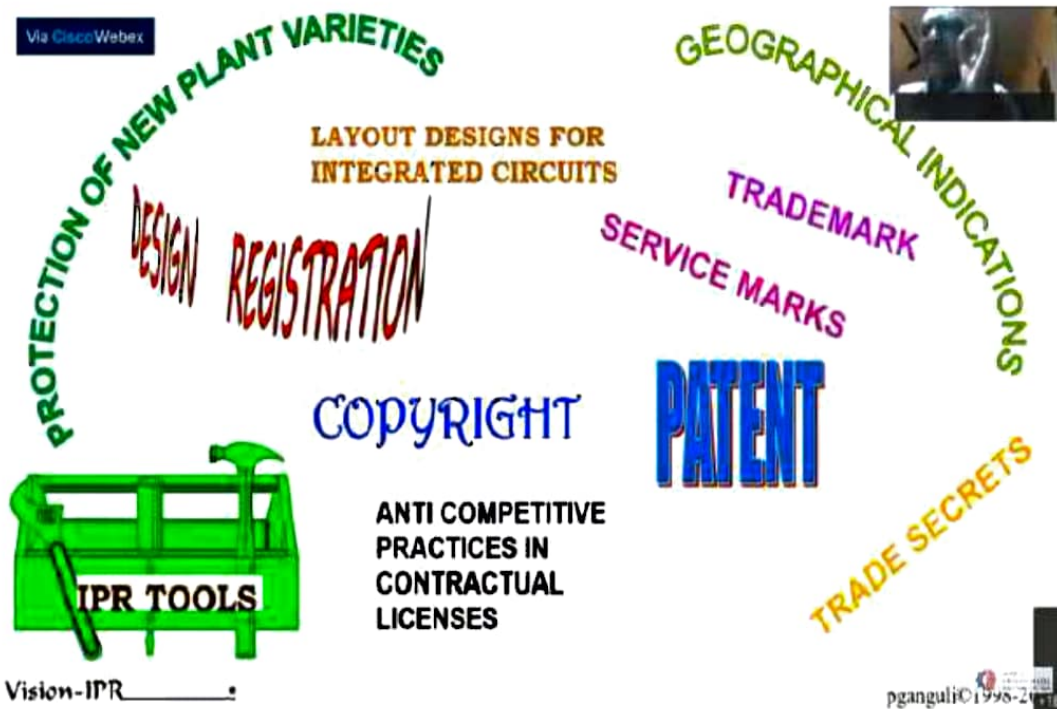 Via CiscoWebex
PROTECTION OF NEW PLANT VARIETIES
GEOGRAPHICAL INDICATIONS
LAYOUT DESIGNS FOR
INTEGRATED CIRCUITS
DESIGN REGISTRATION
TRADEMARK
SERVICE MARKS
COPYRIGHT
PATENT
ANTI COMPETITIVE
PRACTICES IN
CONTRACTUAL
LICENSES
TRADE SECRETS
IPR TOOLS
Vision-IPR
pganguli©1998-